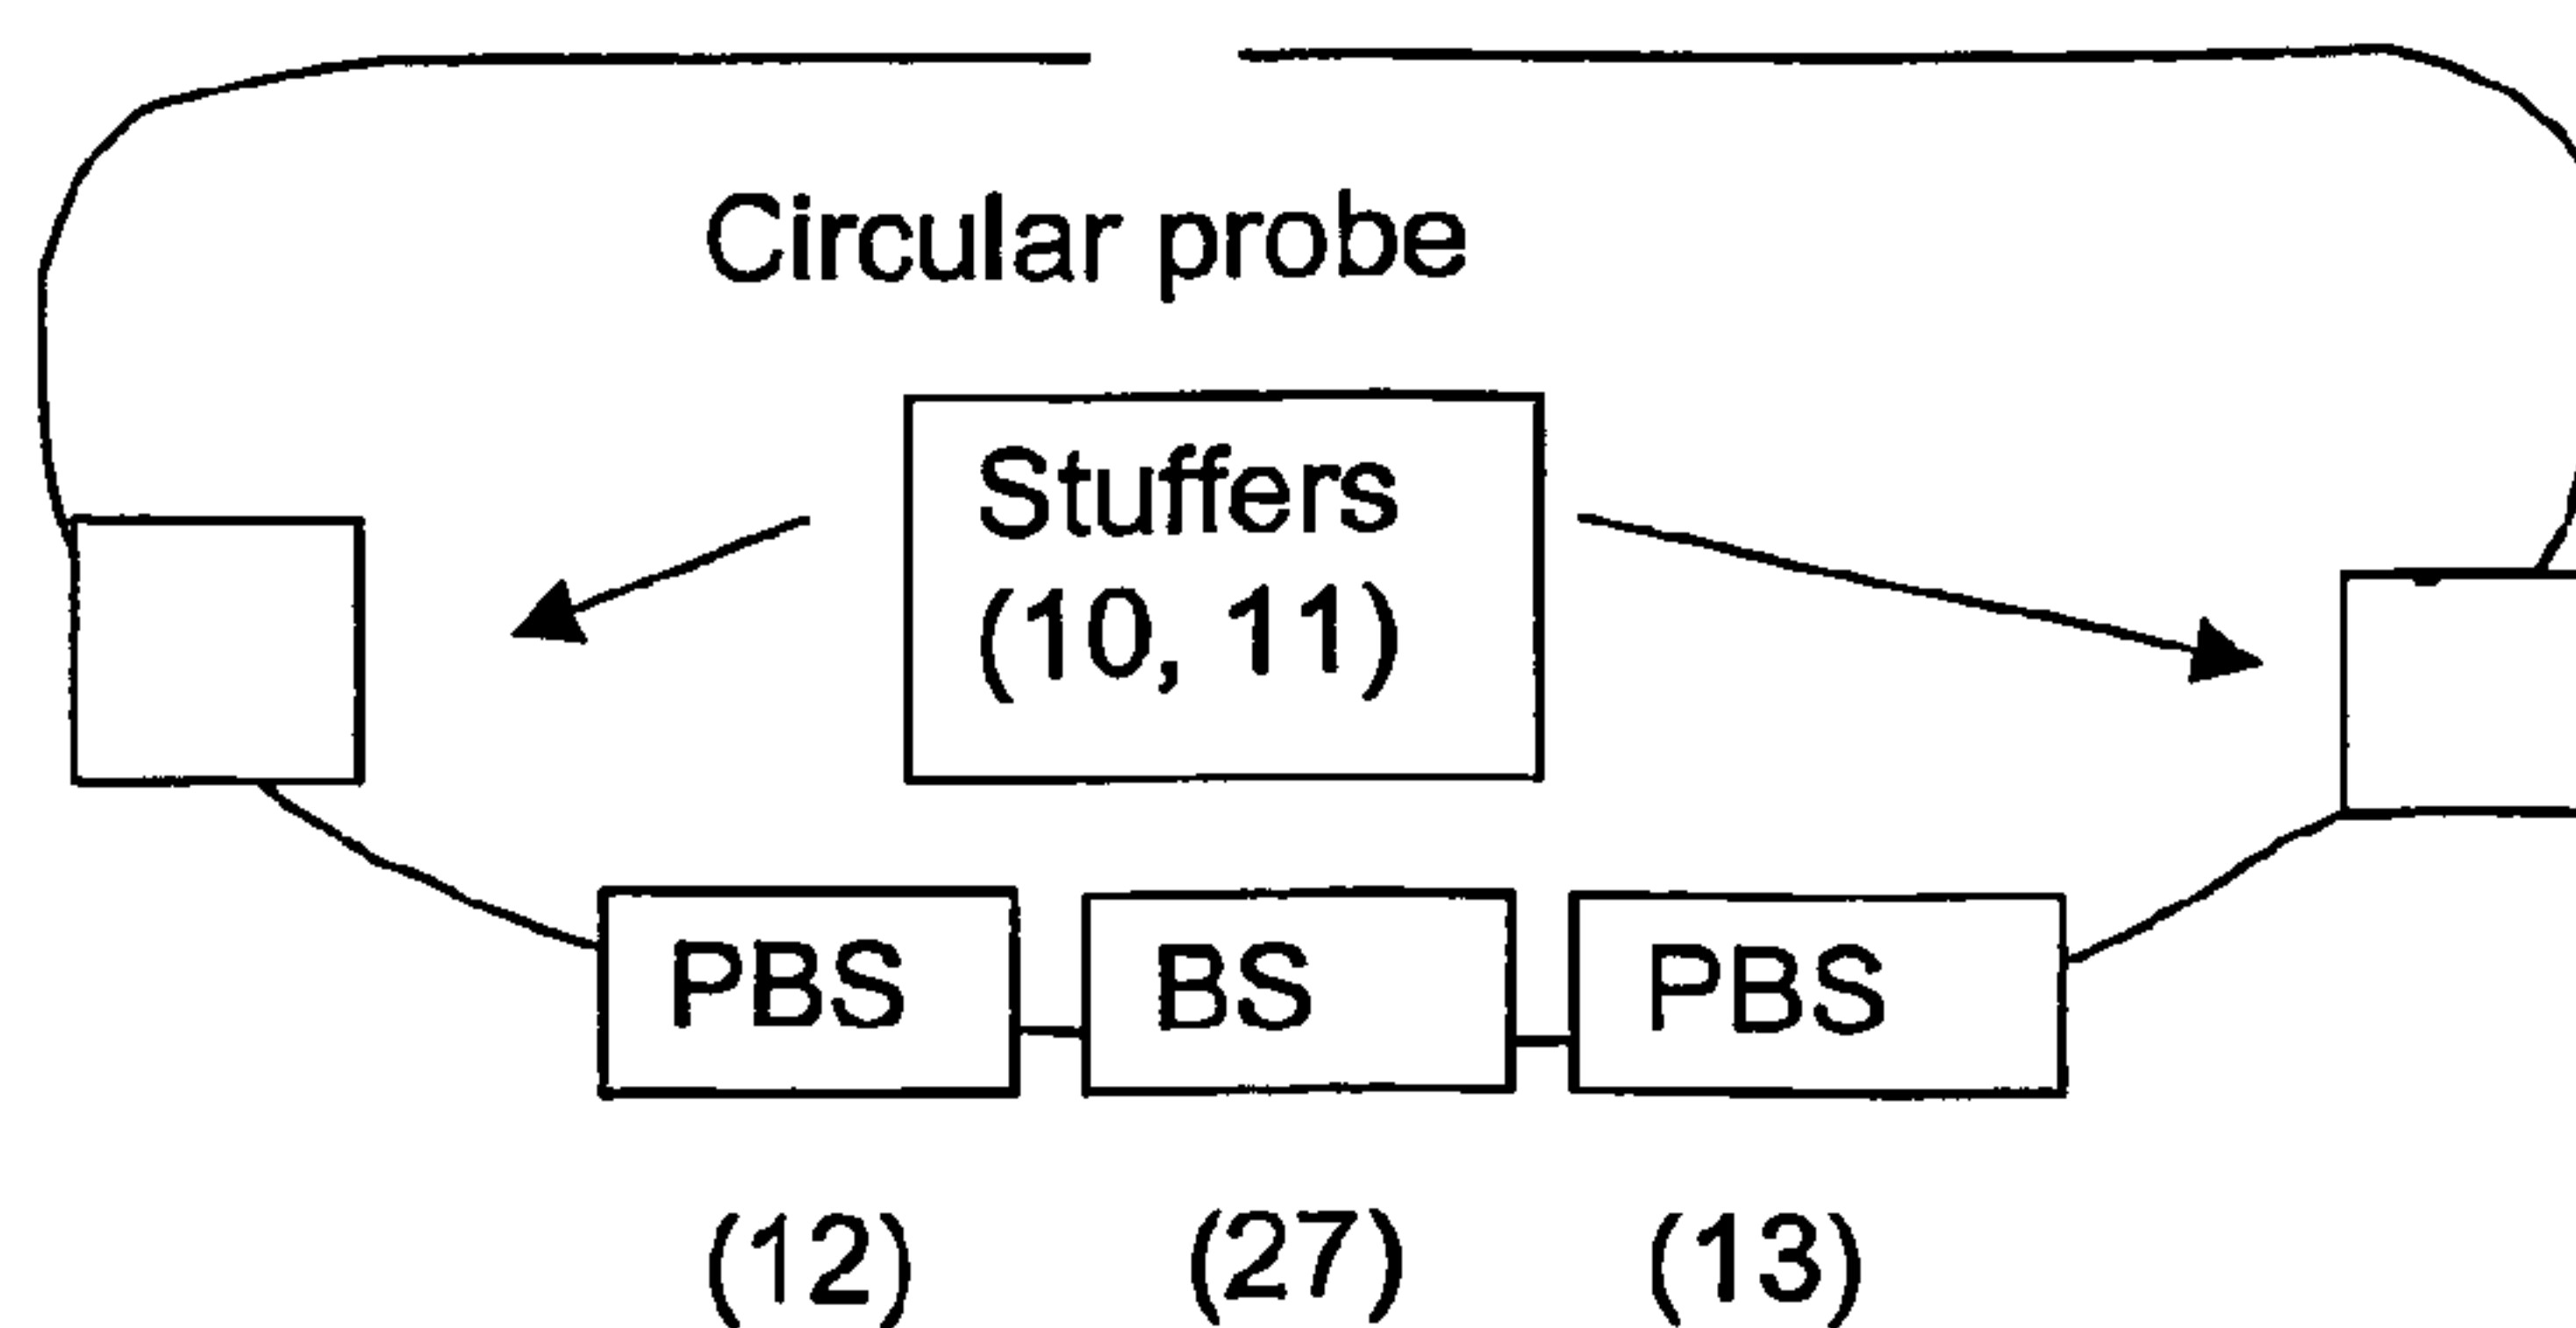 Circular probe
Stuffers
(10, 11)
PBS BS PBS
(12) (27) (13)